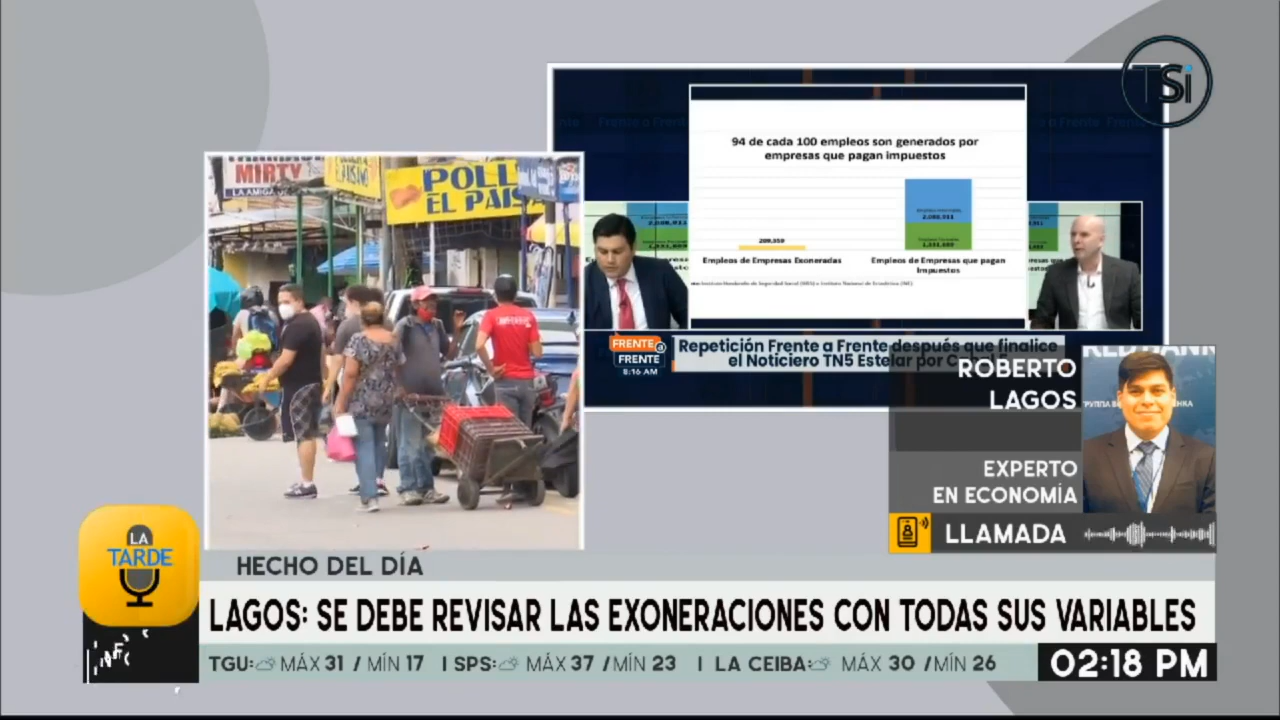 TSi
94 de cada 100 empleos son generados por
empresas que pagan impuestos
Empleos de Empresas Exoneradas
Empleos de Empresas que pagan
Impuestos
MIRTY
LA AMIGA
POLL
EL PAIS
FRENTE a
FRENTE
8:16 AM
Repetición Frente a Frente después que finalice
el Noticiero TN5 Estelar por
ROBERTO
LAGOS
EXPERTO
EN ECONOMÍA
LLAMADA
LA
TARDE
HECHO DEL DÍA
LAGOS: SE DEBE REVISAR LAS EXONERACIONES CON TODAS SUS VARIABLES
TGU: MÁX 31 / MÍN 17 | SPS: MÁX 37 / MÍN 23 | LA CEIBA: MÁX 30 / MÍN 26
02:18 PM